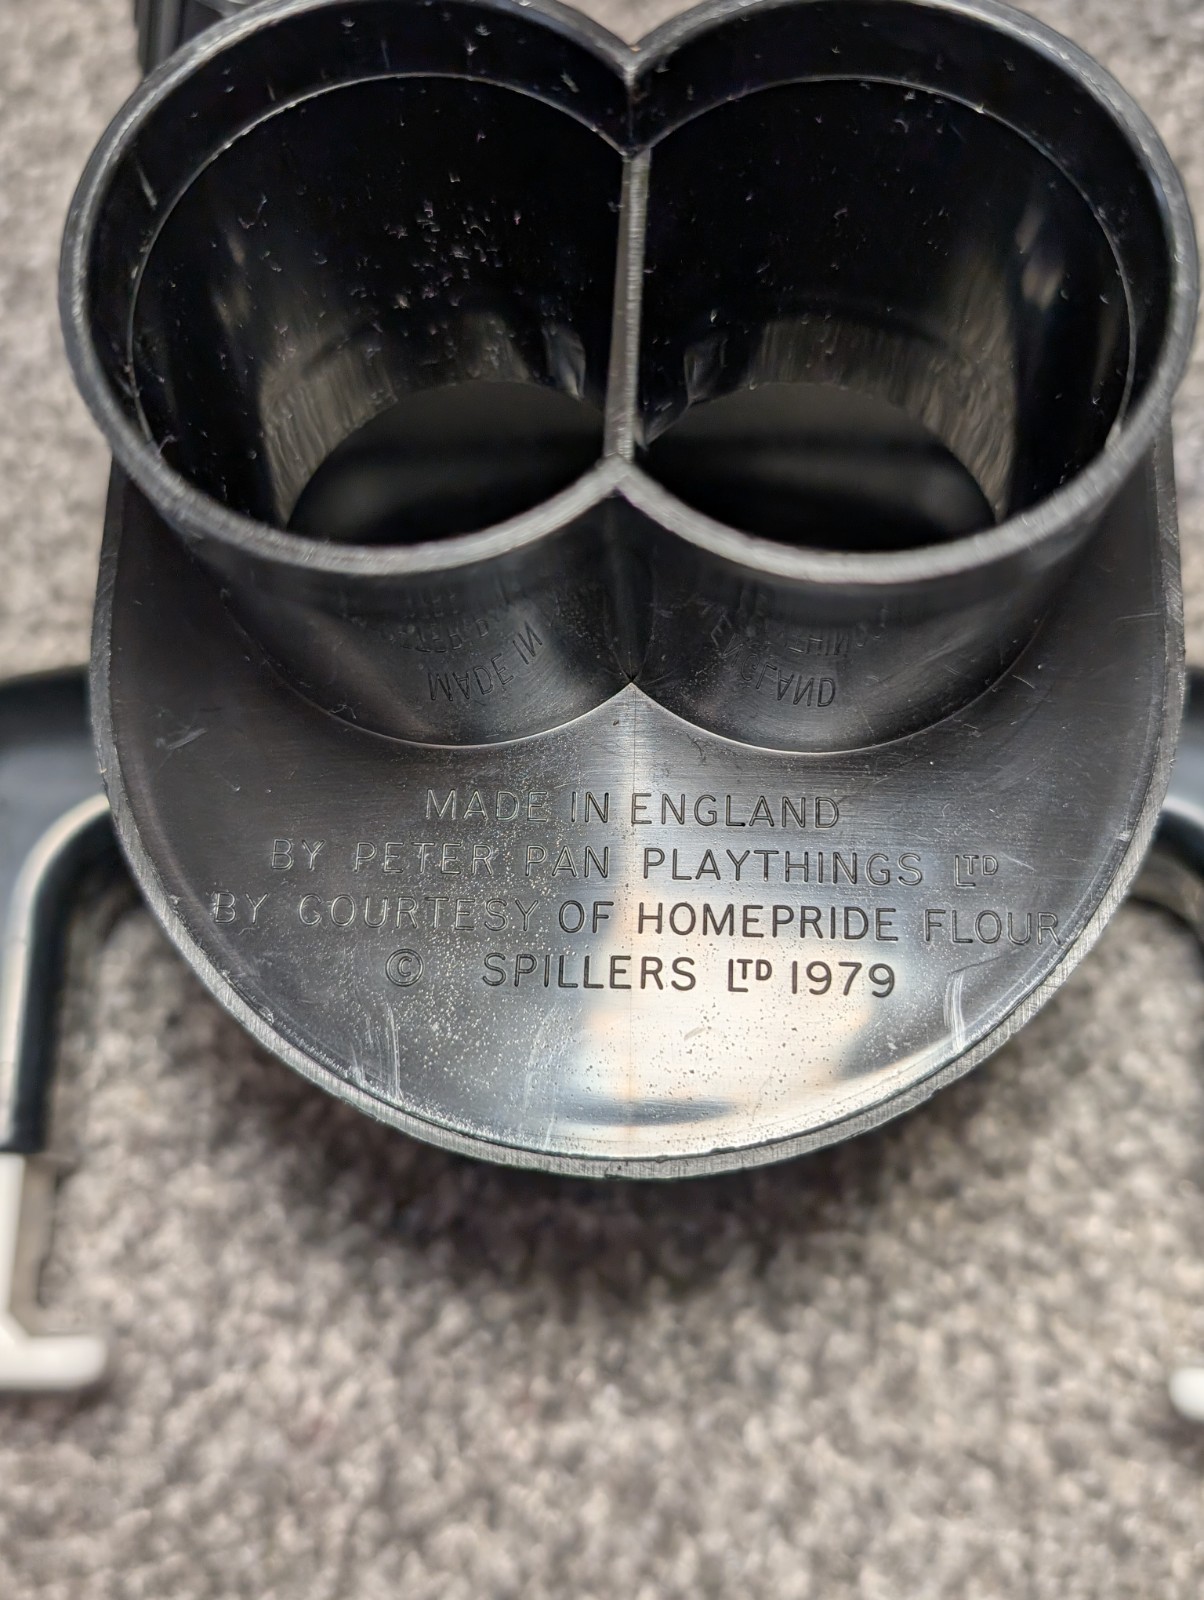 MADE IN ENGLAND
BY PETER PAN PLAYTHINGS LTD
BY COURTESY OF HOMEPRIDE FLOUR
© SPILLERS LTD 1979